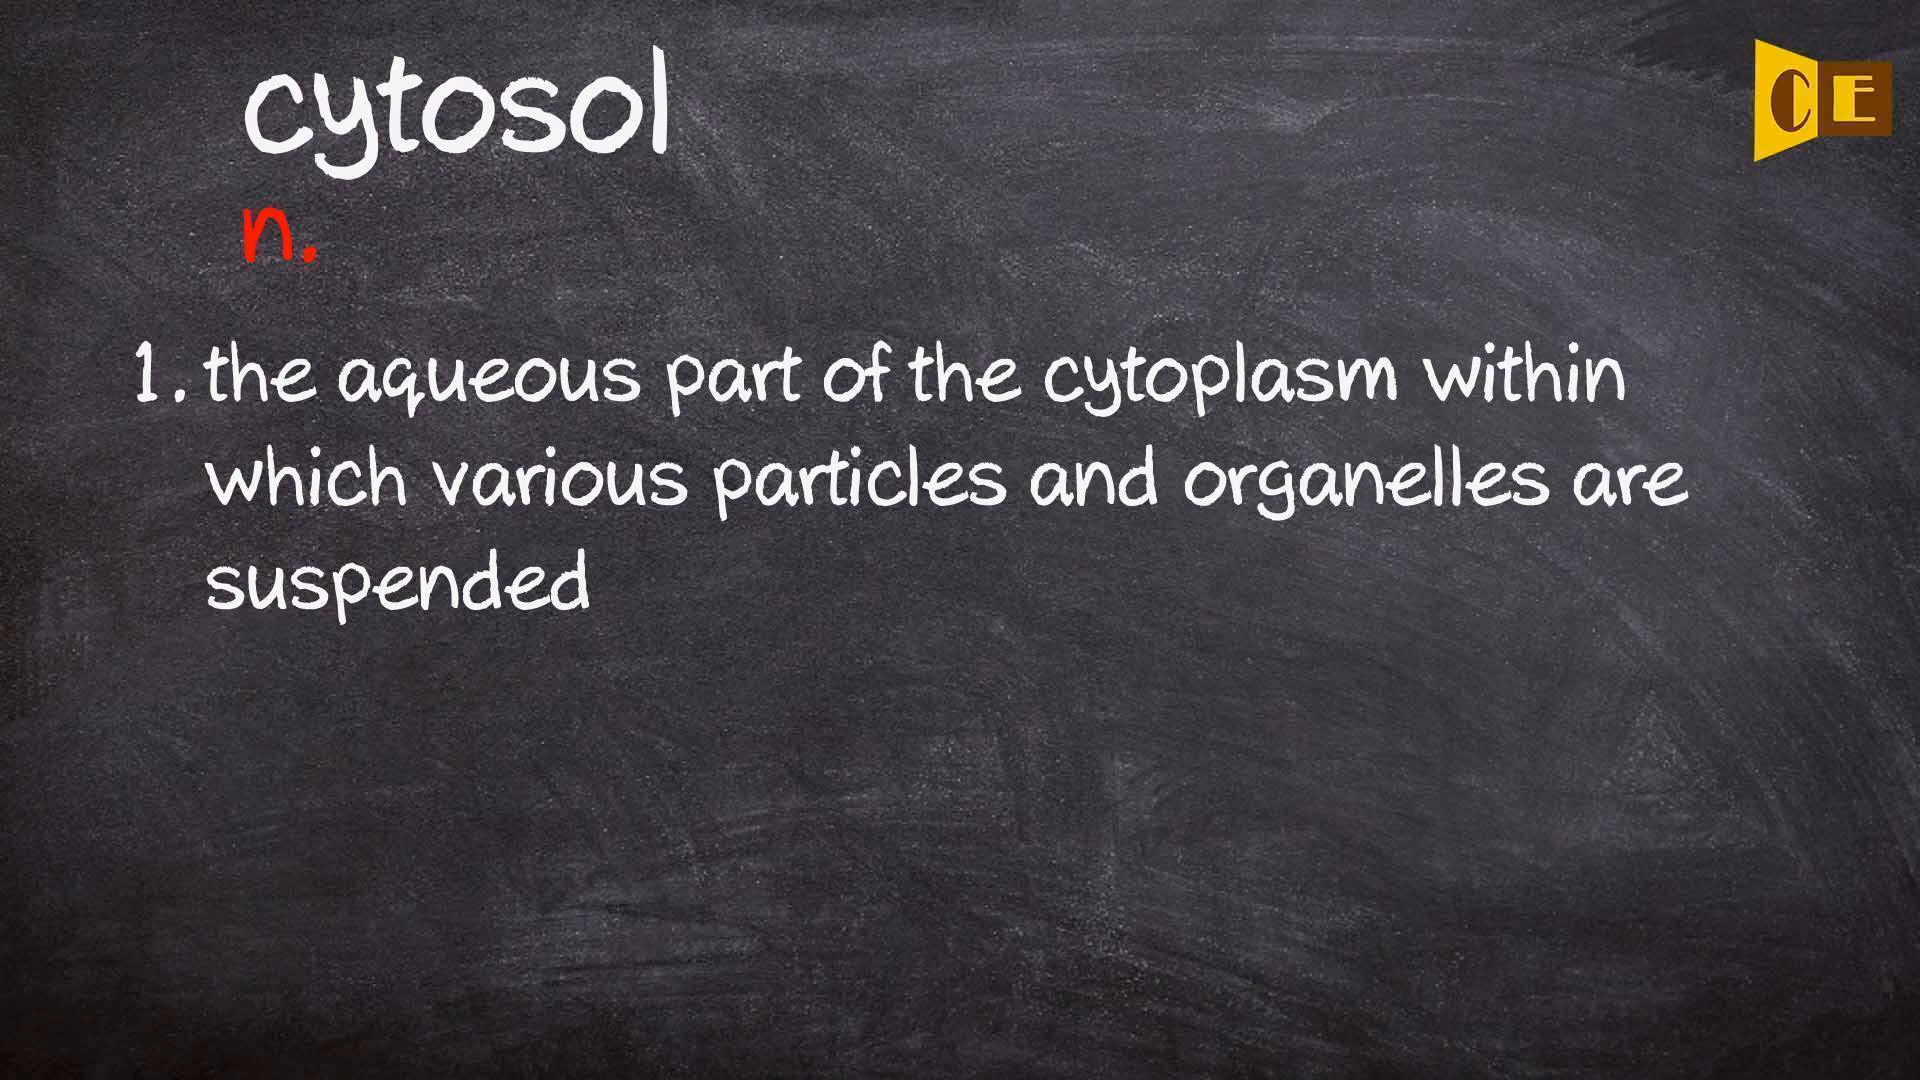 cytosol
CE
n.
1. the aqueous part of the cytoplasm within
which various particles and organelles are
suspended